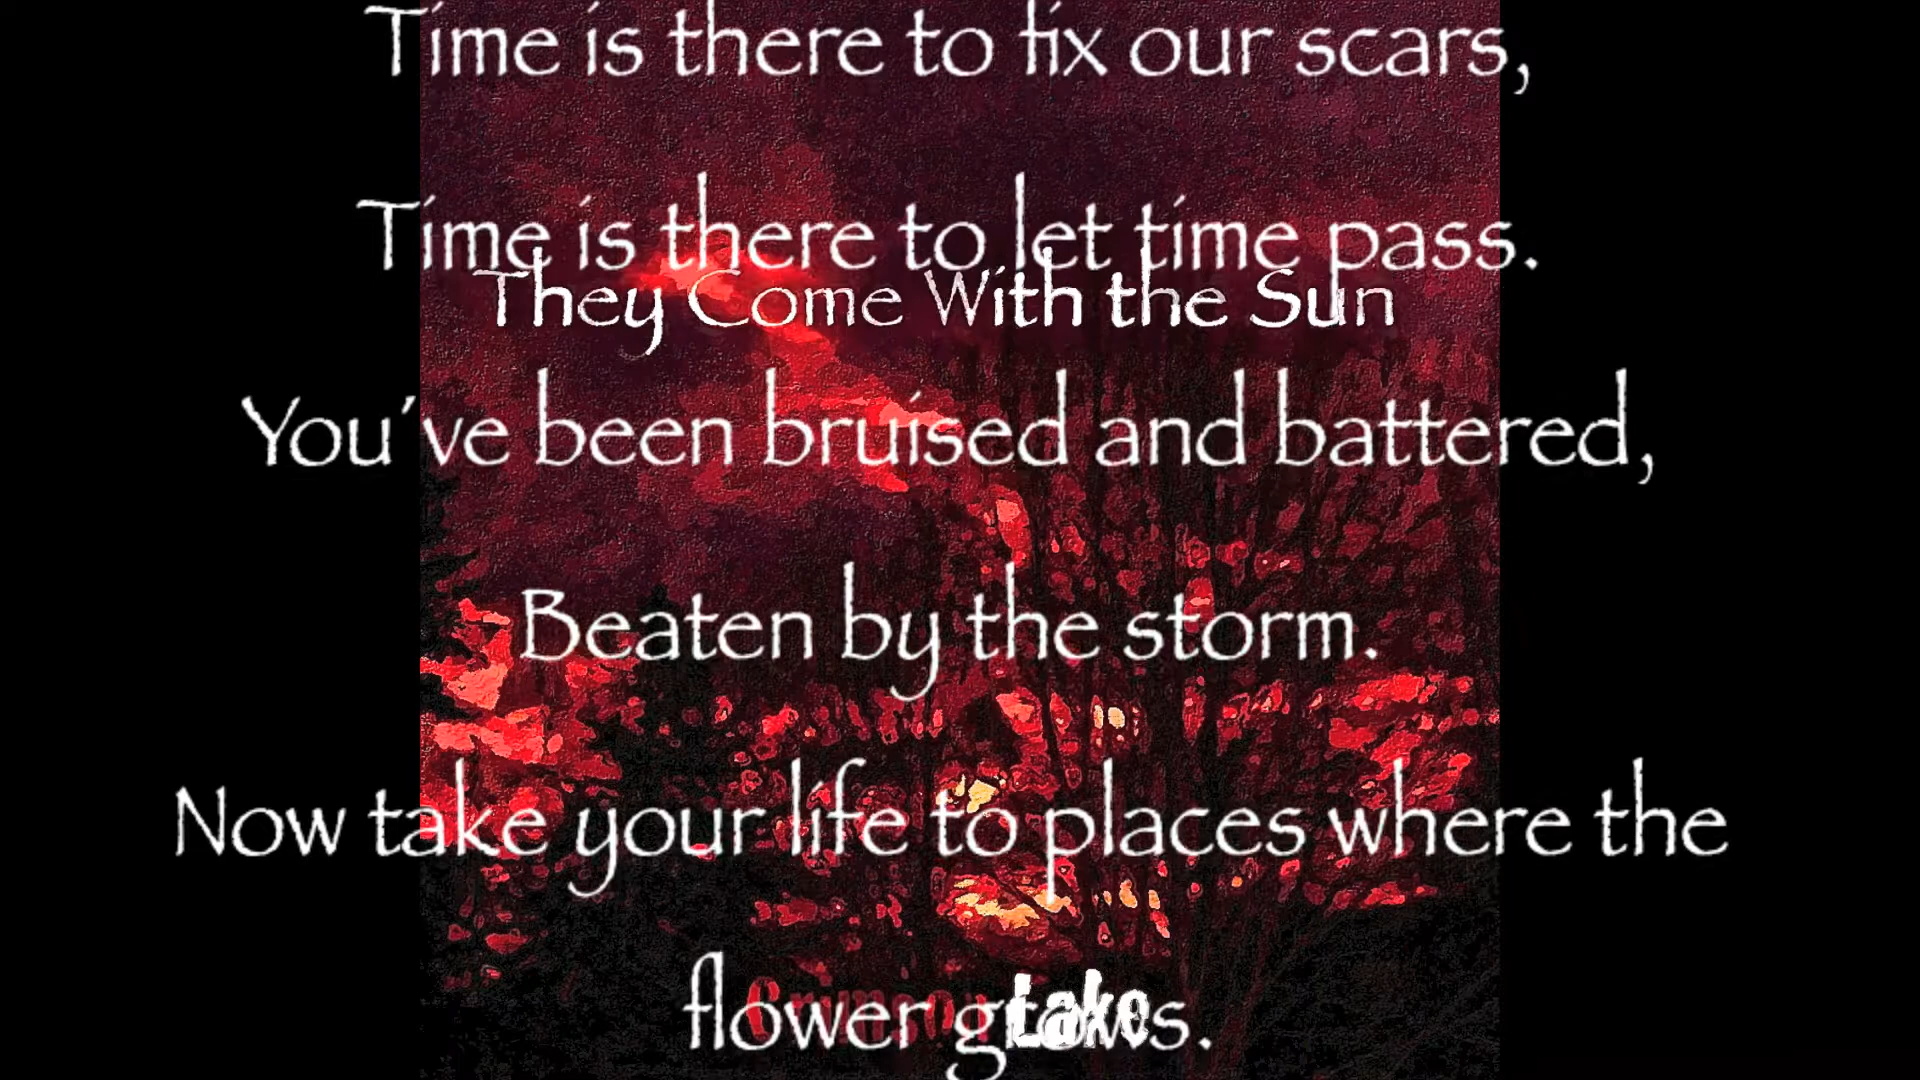 Time is there to fix our scars,
Time is there to let time pass.
They Come With the Sun
You've been bruised and battered,
Beaten by the storm.
Now take your life to places where the
flower grows.
Crimson Lake